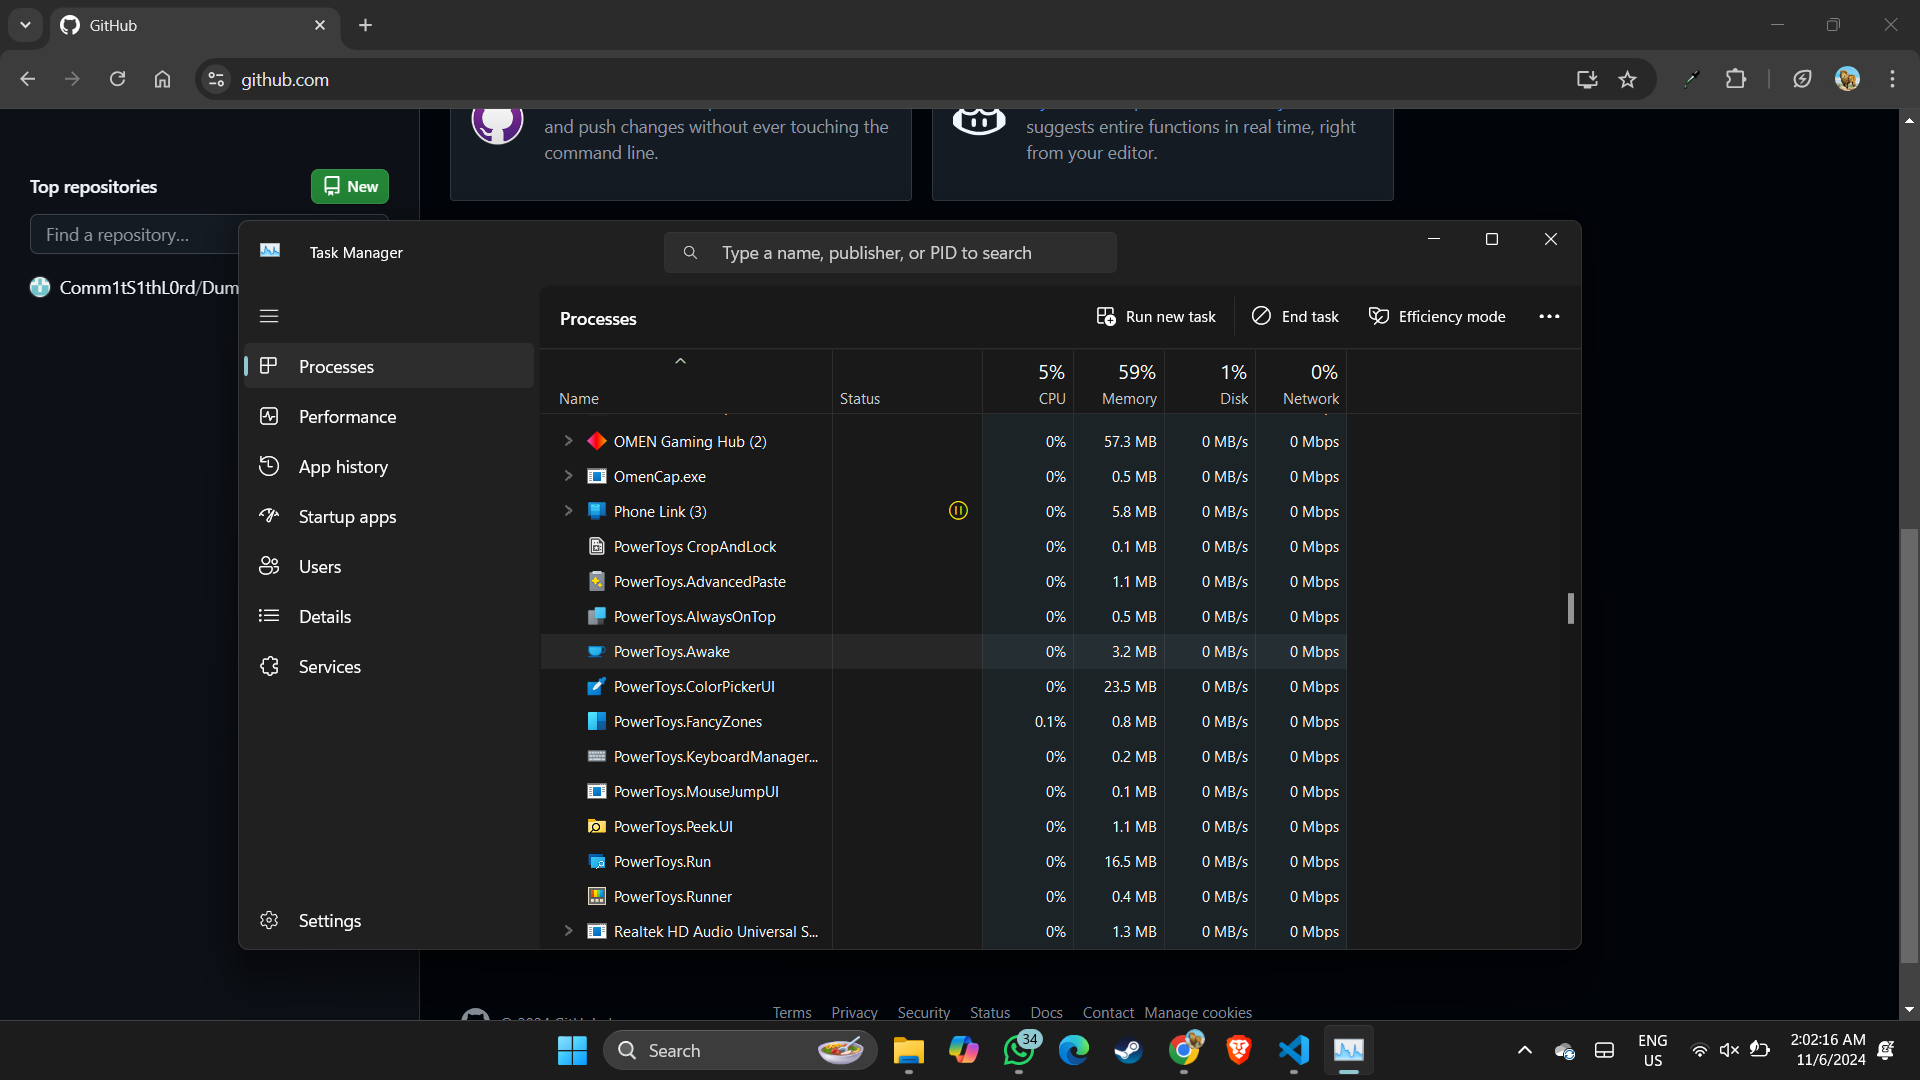 GitHub
github.com
and push changes without ever touching the
command line.
suggests entire functions in real time, right
from your editor.
Top repositories
New
Find a repository...
Comm1tS1thL0rd/Dum
Task Manager
Type a name, publisher, or PID to search
Processes
Run new task
End task
Efficiency mode
Processes
Performance
App history
Startup apps
Users
Details
Services
Settings
Name
Status
5%
CPU
59%
Memory
1%
Disk
0%
Network
OMEN Gaming Hub (2) 0% 57.3 MB 0 MB/s 0 Mbps
OmenCap.exe 0% 0.5 MB 0 MB/s 0 Mbps
Phone Link (3) 0% 5.8 MB 0 MB/s 0 Mbps
PowerToys CropAndLock 0% 0.1 MB 0 MB/s 0 Mbps
PowerToys.AdvancedPaste 0% 1.1 MB 0 MB/s 0 Mbps
PowerToys.AlwaysOnTop 0% 0.5 MB 0 MB/s 0 Mbps
PowerToys.Awake 0% 3.2 MB 0 MB/s 0 Mbps
PowerToys.ColorPickerUI 0% 23.5 MB 0 MB/s 0 Mbps
PowerToys.FancyZones 0.1% 0.8 MB 0 MB/s 0 Mbps
PowerToys.KeyboardManager... 0% 0.2 MB 0 MB/s 0 Mbps
PowerToys.MouseJumpUI 0% 0.1 MB 0 MB/s 0 Mbps
PowerToys.Peek.UI 0% 1.1 MB 0 MB/s 0 Mbps
PowerToys.Run 0% 16.5 MB 0 MB/s 0 Mbps
PowerToys.Runner 0% 0.4 MB 0 MB/s 0 Mbps
Realtek HD Audio Universal S... 0% 1.3 MB 0 MB/s 0 Mbps
Terms Privacy Security Status Docs Contact Manage cookies
Search
34
ENG
US
2:02:16 AM
11/6/2024